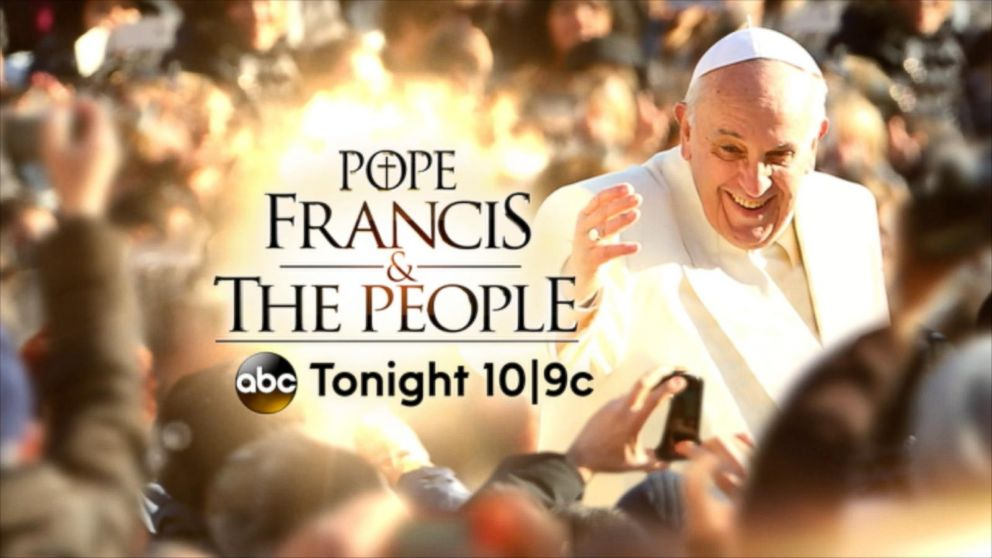 POPE
FRANCIS
&
THE PEOPLE
abc Tonight 10|9c